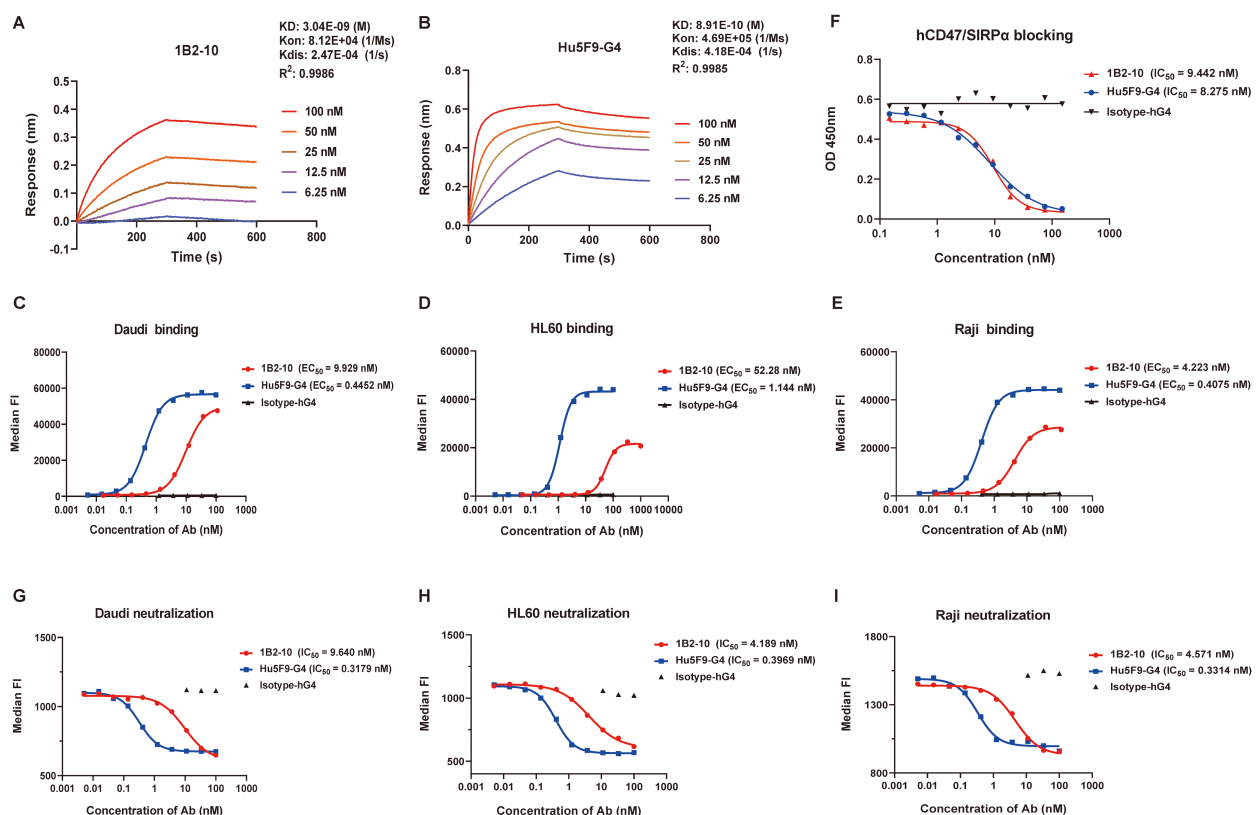 A
1B2-10
KD: 3.04E-09 (M)
Kon: 8.12E+04 (1/Ms)
Kdis: 2.47E-04 (1/s)
R²: 0.9986
Response (nm)
0.5
0.4
0.3
0.2
0.1
0.0
-0.1
200 400 600 800
Time (s)
100 nM
50 nM
25 nM
12.5 nM
6.25 nM
B
Hu5F9-G4
KD: 8.91E-10 (M)
Kon: 4.69E+05 (1/Ms)
Kdis: 4.18E-04 (1/s)
R²: 0.9985
Response (nm)
0.8
0.6
0.4
0.2
0.0
0 200 400 600 800
Time (s)
100 nM
50 nM
25 nM
12.5 nM
6.25 nM
F
hCD47/SIRPα blocking
1B2-10 (IC₅₀ = 9.442 nM)
Hu5F9-G4 (IC₅₀ = 8.275 nM)
Isotype-hG4
OD 450nm
0.8
0.6
0.4
0.2
0.0
0.1 1 10 100 1000
Concentration (nM)
C
Daudi binding
1B2-10 (EC₅₀ = 9.929 nM)
Hu5F9-G4 (EC₅₀ = 0.4452 nM)
Isotype-hG4
Median FI
80000
60000
40000
20000
0
0.001 0.01 0.1 1 10 100 1000
Concentration of Ab (nM)
D
HL60 binding
1B2-10 (EC₅₀ = 52.28 nM)
Hu5F9-G4 (EC₅₀ = 1.144 nM)
Isotype-hG4
Median FI
60000
40000
20000
0
0.001 0.01 0.1 1 10 100 1000 10000
Concentration of Ab (nM)
E
Raji binding
1B2-10 (EC₅₀ = 4.223 nM)
Hu5F9-G4 (EC₅₀ = 0.4075 nM)
Isotype-hG4
Median FI
60000
40000
20000
0
0.001 0.01 0.1 1 10 100 1000
Concentration of Ab (nM)
G
Daudi neutralization
1B2-10 (IC₅₀ = 9.640 nM)
Hu5F9-G4 (IC₅₀ = 0.3179 nM)
Isotype-hG4
Median FI
1500
1000
500
0.001 0.01 0.1 1 10 100 1000
Concentration of Ab (nM)
H
HL60 neutralization
1B2-10 (IC₅₀ = 4.189 nM)
Hu5F9-G4 (IC₅₀ = 0.3969 nM)
Isotype-hG4
Median FI
1500
1000
500
0.001 0.01 0.1 1 10 100 1000
Concentration of Ab (nM)
I
Raji neutralization
1B2-10 (IC₅₀ = 4.571 nM)
Hu5F9-G4 (IC₅₀ = 0.3314 nM)
Isotype-hG4
Median FI
1800
1300
800
0.001 0.01 0.1 1 10 100 1000
Concentration of Ab (nM)